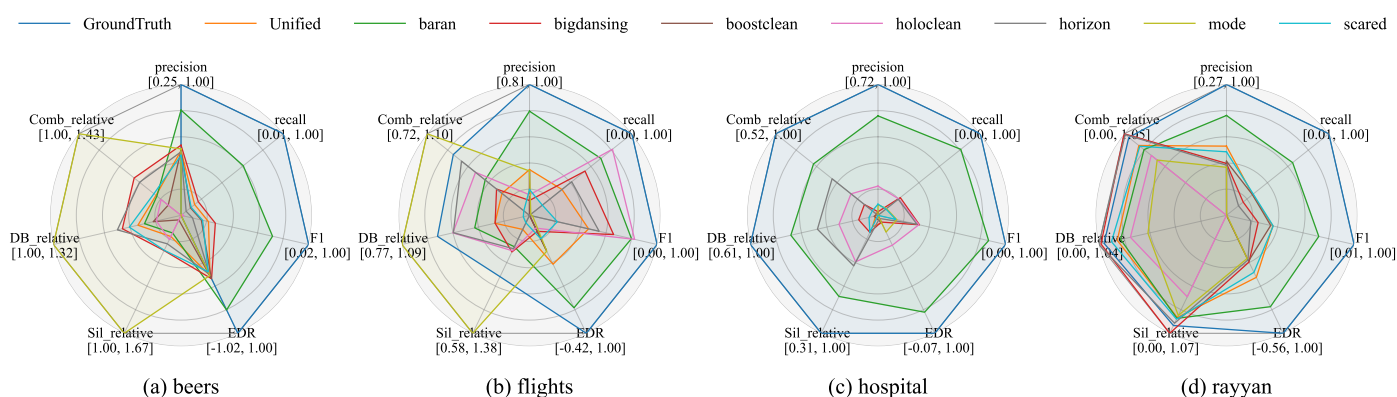 GroundTruth Unified baran bigdansing boostclean holoclean horizon mode scared
precision
[0.25, 1.00]
recall
[0.01, 1.00]
F1
[0.02, 1.00]
EDR
[-1.02, 1.00]
Sil_relative
[1.00, 1.67]
DB_relative
[1.00, 1.32]
Comb_relative
[1.00, 1.43]
(a) beers
precision
[0.81, 1.00]
recall
[0.00, 1.00]
F1
[0.00, 1.00]
EDR
[-0.42, 1.00]
Sil_relative
[0.58, 1.38]
DB_relative
[0.77, 1.09]
Comb_relative
[0.72, 1.10]
(b) flights
precision
[0.72, 1.00]
recall
[0.00, 1.00]
F1
[0.00, 1.00]
EDR
[-0.07, 1.00]
Sil_relative
[0.31, 1.00]
DB_relative
[0.61, 1.00]
Comb_relative
[0.52, 1.00]
(c) hospital
precision
[0.27, 1.00]
recall
[0.01, 1.00]
F1
[0.01, 1.00]
EDR
[-0.56, 1.00]
Sil_relative
[0.00, 1.07]
DB_relative
[0.00, 1.04]
Comb_relative
[0.00, 1.05]
(d) rayyan